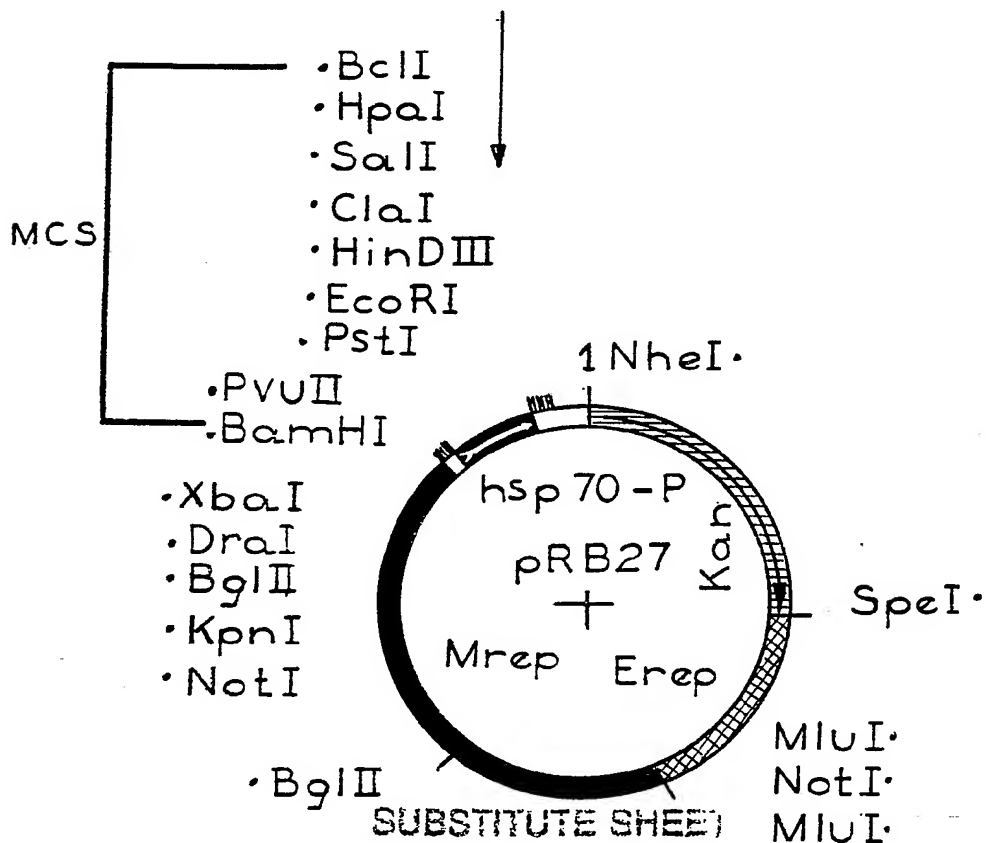 ·BclI
·HpaI
·SalI
·ClaI
MCS
·HinDIII
·EcoRI
·PstI
1 NheI·
·PvuII
·BamHI
hsp 70-P
·XbaI
·DraI
pRB27
Kan
·BglII
SpeI·
·KpnI
Mrep
Erep
·NotI
MluI·
·BglII
NotI·
SUBSTITUTE SHEET
MluI·